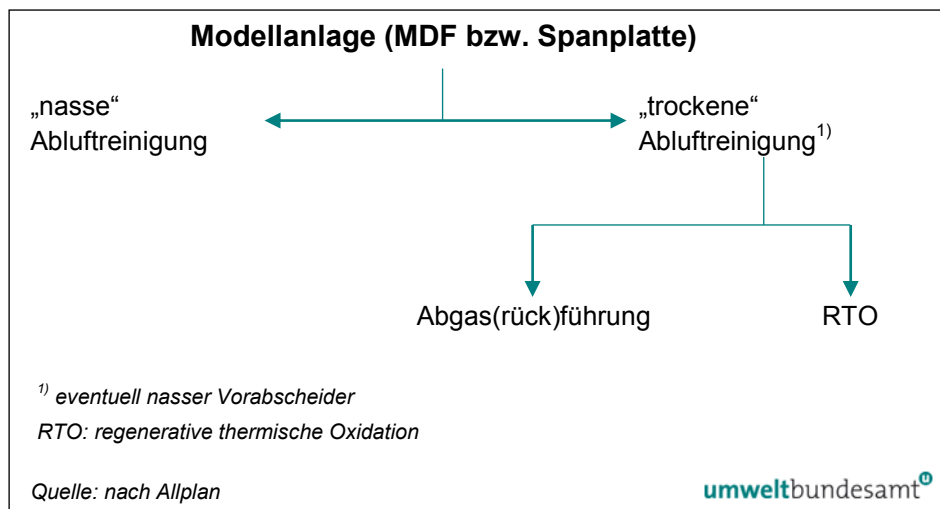 Modellanlage (MDF bzw. Spanplatte)
„nasse“
Abluftreinigung
„trockene“
Abluftreinigung1)
Abgas(rück)führung
RTO
1) eventuell nasser Vorabscheider
RTO: regenerative thermische Oxidation
Quelle: nach Allplan
umweltbundesamtU